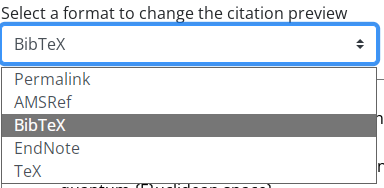 Select a format to change the citation preview
BibTeX
Permalink
AMSRef
BibTeX
EndNote
TeX